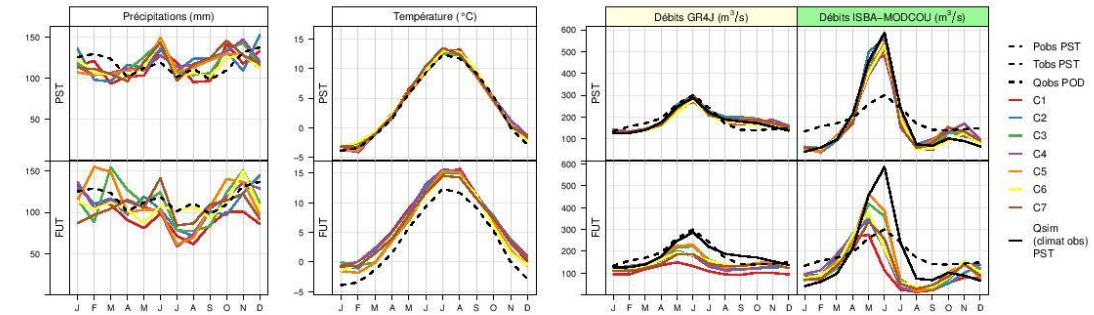 Précipitations (mm)
Température (°C)
Débits GR4J (m³/s)
Débits ISBA−MODCOU (m³/s)
150
100
50
PST
15
10
5
0
−5
PST
600
500
400
300
200
100
PST
150
100
50
FUT
15
10
5
0
−5
FUT
600
500
400
300
200
100
FUT
J F M A M J J A S O N D
J F M A M J J A S O N D
J F M A M J J A S O N D
J F M A M J J A S O N D
Pobs PST
Tobs PST
Qobs POD
C1
C2
C3
C4
C5
C6
C7
Qsim
(climat obs)
PST